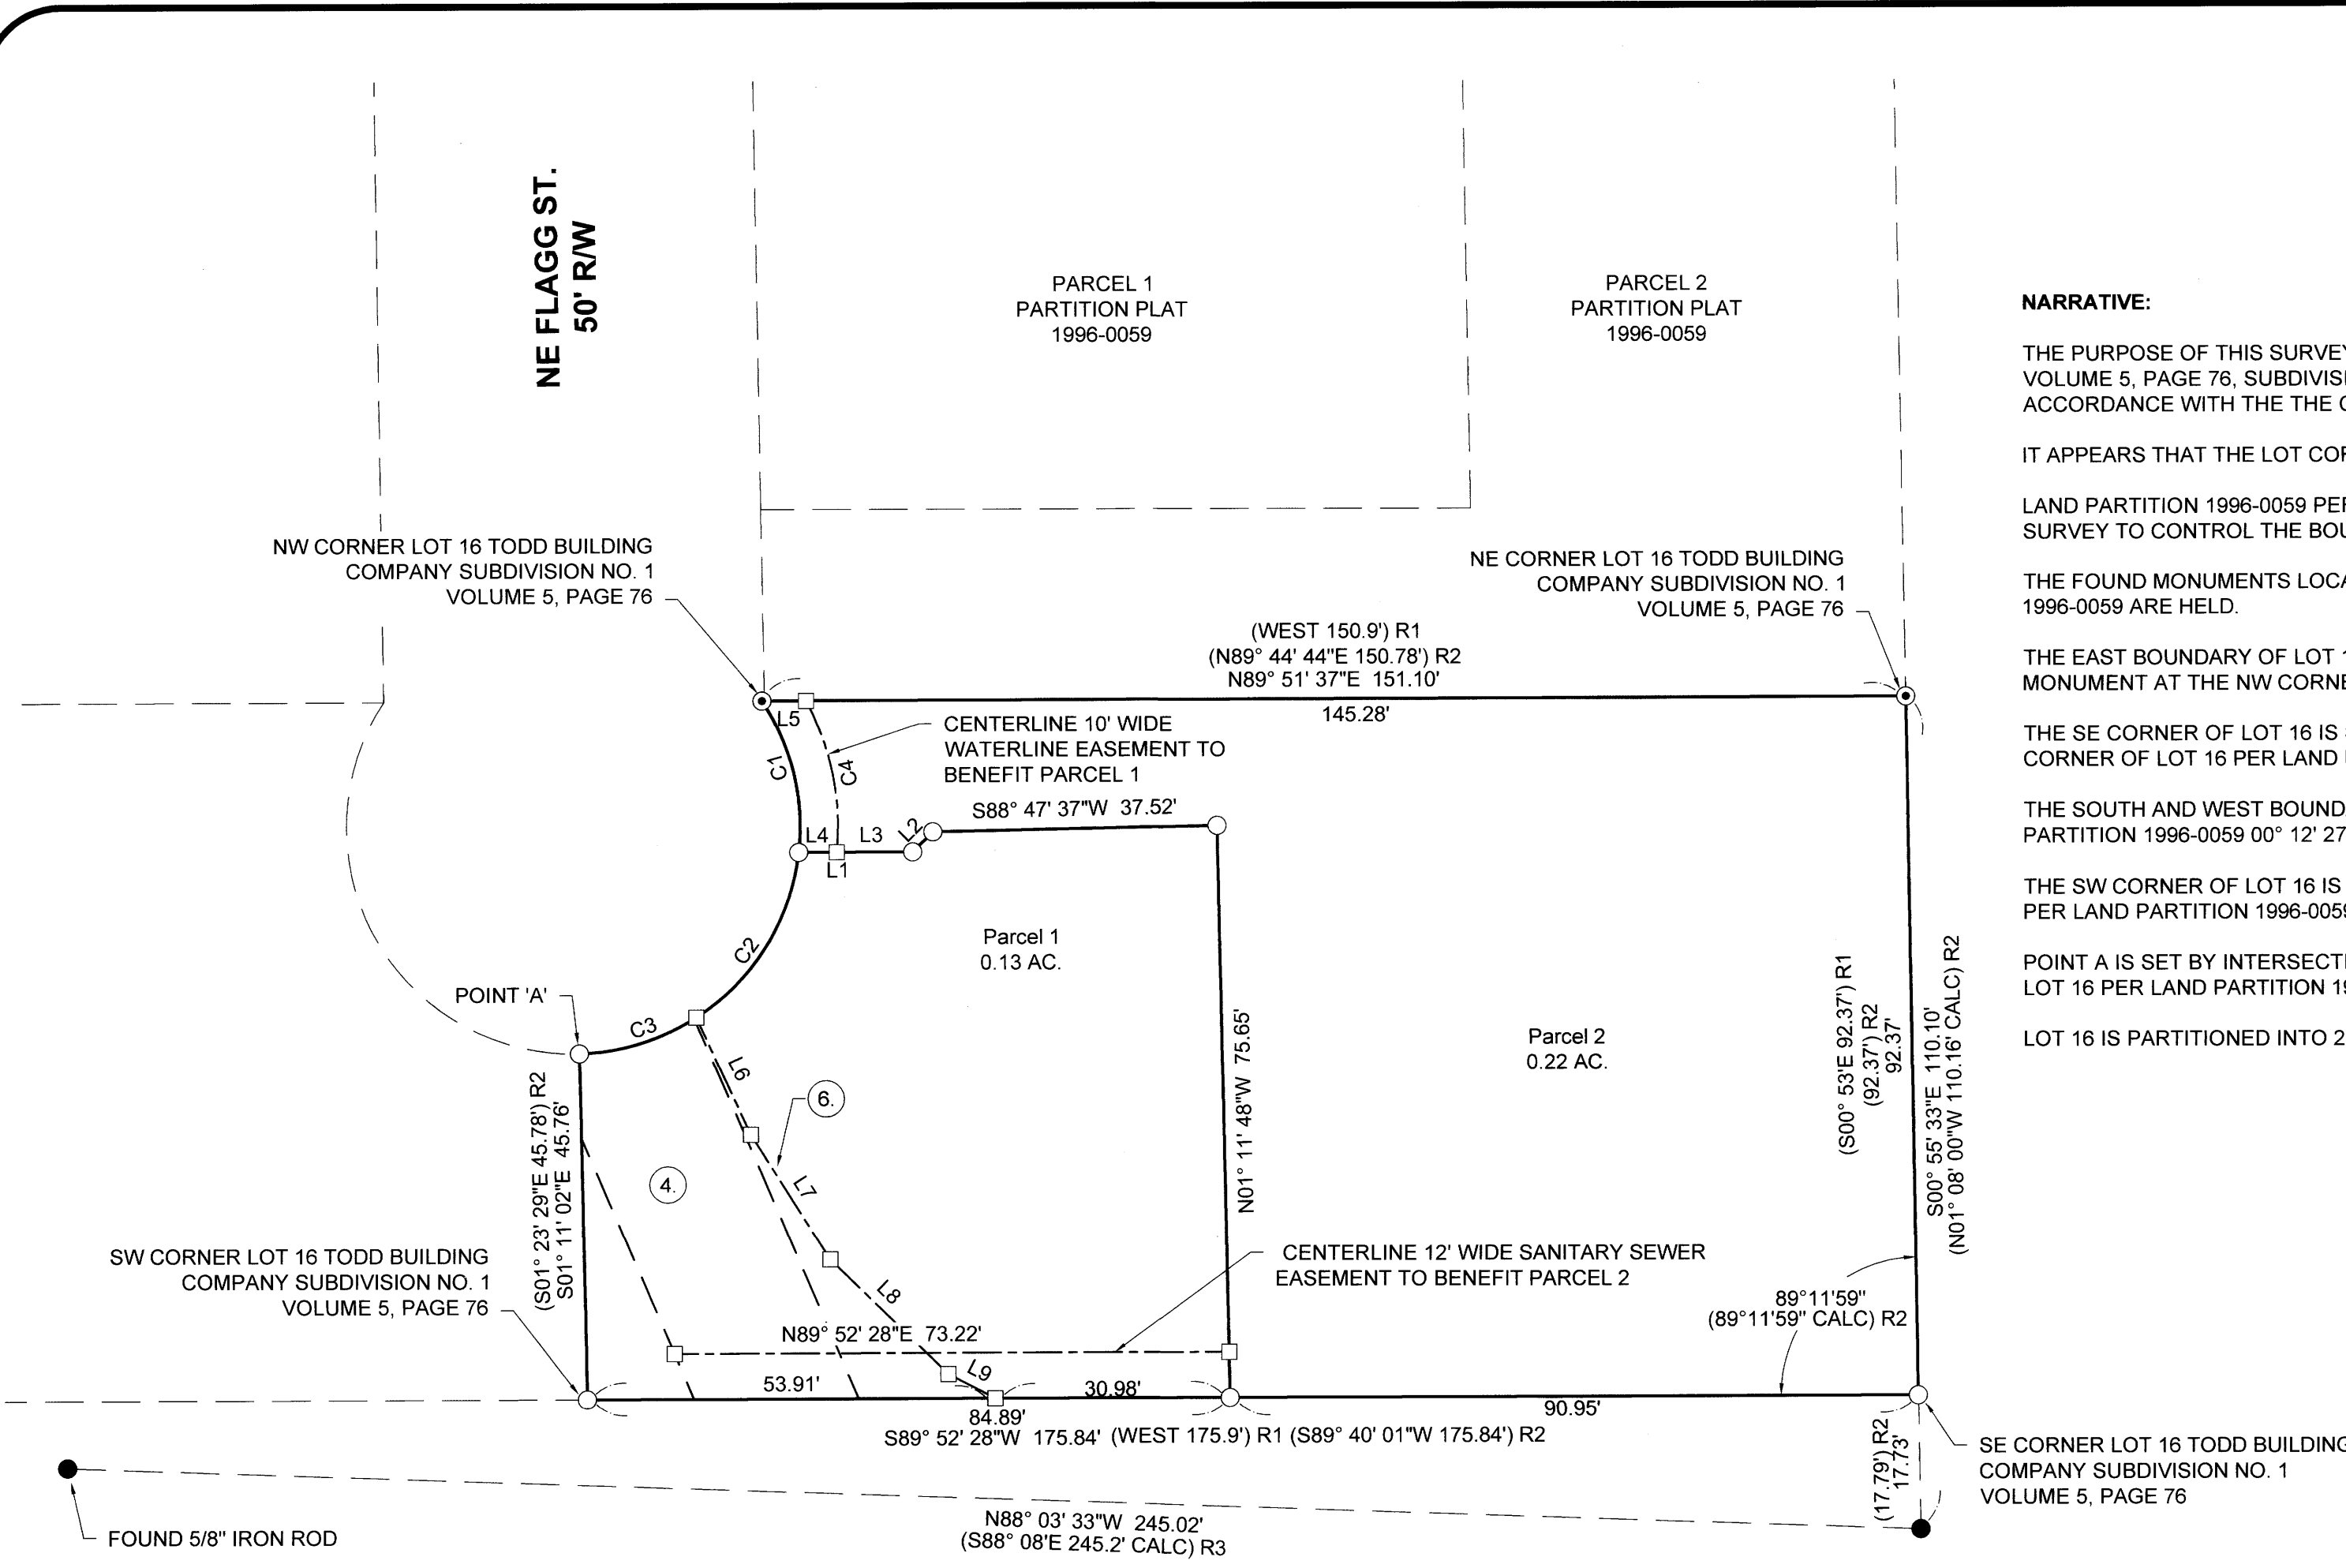 NE FLAGG ST.
50' R/W
PARCEL 1
PARTITION PLAT
1996-0059
PARCEL 2
PARTITION PLAT
1996-0059
NARRATIVE:
THE PURPOSE OF THIS SURVEY
VOLUME 5, PAGE 76,
ACCORDANCE WITH THE THE
IT APPEARS THAT THE LOT
LAND PARTITION 1996-0059
SURVEY TO CONTROL THE
THE FOUND MONUMENTS
1996-0059 ARE HELD.
THE EAST BOUNDARY OF LOT
MONUMENT AT THE NW
THE SE CORNER OF LOT 16 IS
CORNER OF LOT 16 PER LAND
THE SOUTH AND WEST
PARTITION 1996-0059 00° 12' 27
THE SW CORNER OF LOT 16 IS
PER LAND PARTITION 1996-0059
POINT A IS SET BY
LOT 16 PER LAND PARTITION
LOT 16 IS PARTITIONED INTO 2
NW CORNER LOT 16 TODD BUILDING
COMPANY SUBDIVISION NO. 1
VOLUME 5, PAGE 76
NE CORNER LOT 16 TODD BUILDING
COMPANY SUBDIVISION NO. 1
VOLUME 5, PAGE 76
(WEST 150.9') R1
(N89° 44' 44"E 150.78') R2
N89° 51' 37"E 151.10'
145.28'
L5
C1
C4
CENTERLINE 10' WIDE
WATERLINE EASEMENT TO
BENEFIT PARCEL 1
S88° 47' 37"W 37.52'
L4
L3
L2
L1
C2
Parcel 1
0.13 AC.
POINT 'A'
C3
L6
6.
N01° 11' 48"W 75.65'
Parcel 2
0.22 AC.
(S00° 53'E 92.37') R1
(92.37') R2
92.37'
S00° 55' 33"E 110.10'
(N01° 08' 00"W 110.16' CALC) R2
(S01° 23' 29"E 45.78') R2
S01° 11' 02"E 45.76'
4.
L7
L8
L9
SW CORNER LOT 16 TODD BUILDING
COMPANY SUBDIVISION NO. 1
VOLUME 5, PAGE 76
CENTERLINE 12' WIDE SANITARY SEWER
EASEMENT TO BENEFIT PARCEL 2
89°11'59"
(89°11'59" CALC) R2
N89° 52' 28"E 73.22'
53.91'
30.98'
84.89'
90.95'
S89° 52' 28"W 175.84' (WEST 175.9') R1 (S89° 40' 01"W 175.84') R2
(17.79') R2
17.73'
SE CORNER LOT 16 TODD BUILDING
COMPANY SUBDIVISION NO. 1
VOLUME 5, PAGE 76
FOUND 5/8" IRON ROD
N88° 03' 33"W 245.02'
(S88° 08'E 245.2' CALC) R3